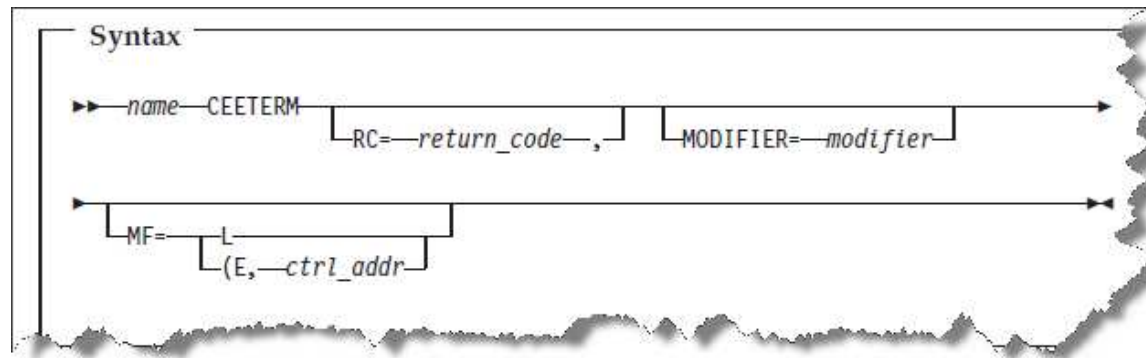 Syntax
name CEETERM
RC= return_code , MODIFIER= modifier
MF= L
(E, ctrl_addr